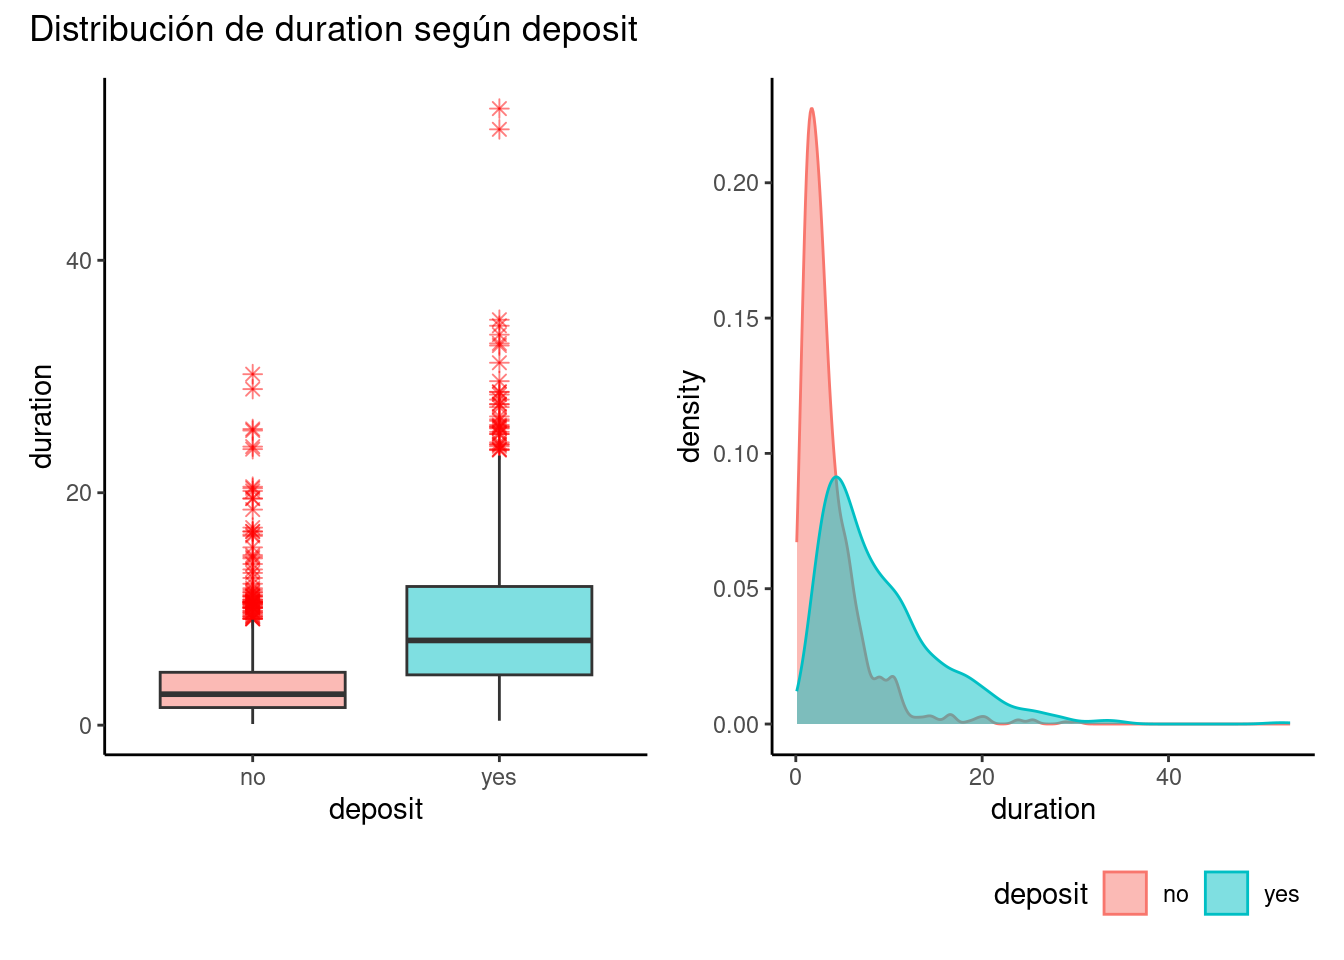 Distribución de duration según deposit
duration
40
20
0
no
yes
deposit
density
0.20
0.15
0.10
0.05
0.00
0
20
40
duration
deposit
no
yes